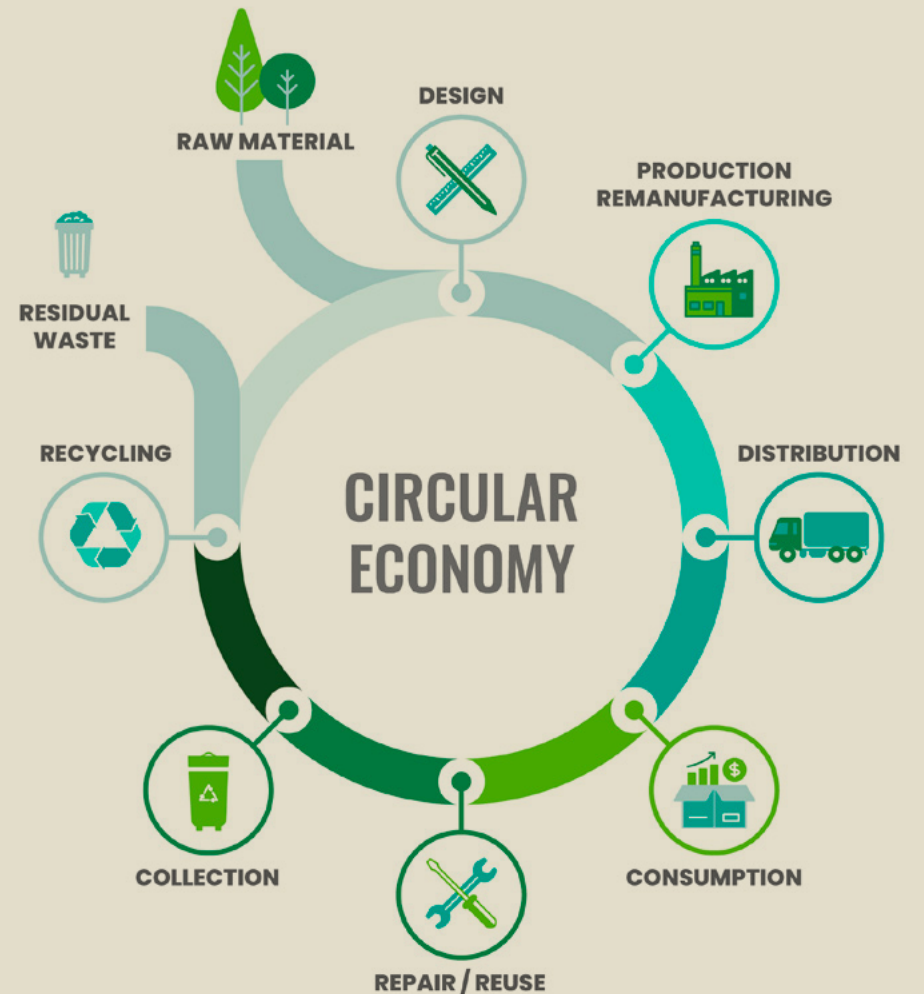 RAW MATERIAL
DESIGN
PRODUCTION
REMANUFACTURING
RESIDUAL
WASTE
RECYCLING
DISTRIBUTION
CIRCULAR
ECONOMY
COLLECTION
CONSUMPTION
REPAIR / REUSE
$